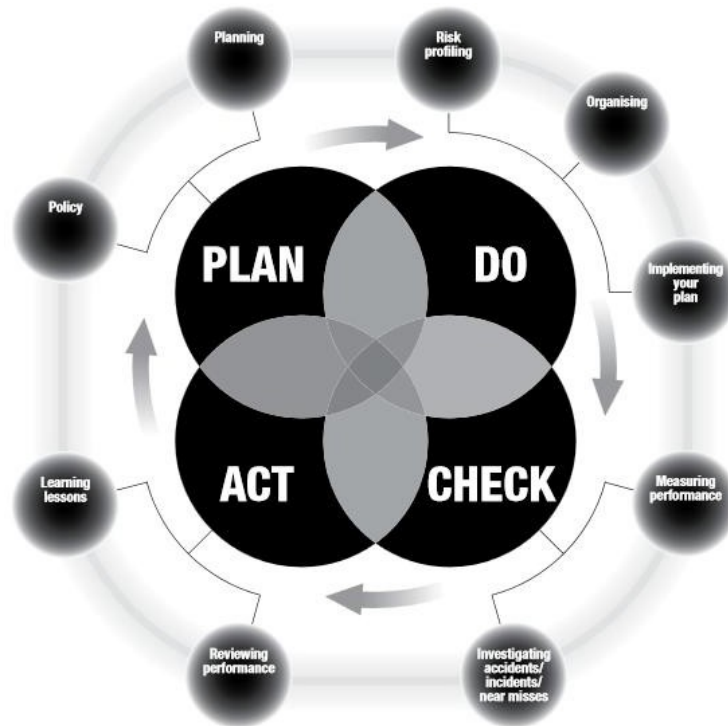 Planning
Risk
profiling
Organising
Policy
PLAN
DO
Implementing
your
plan
Learning
lessons
ACT
CHECK
Measuring
performance
Reviewing
performance
Investigating
accidents/
incidents/
near misses